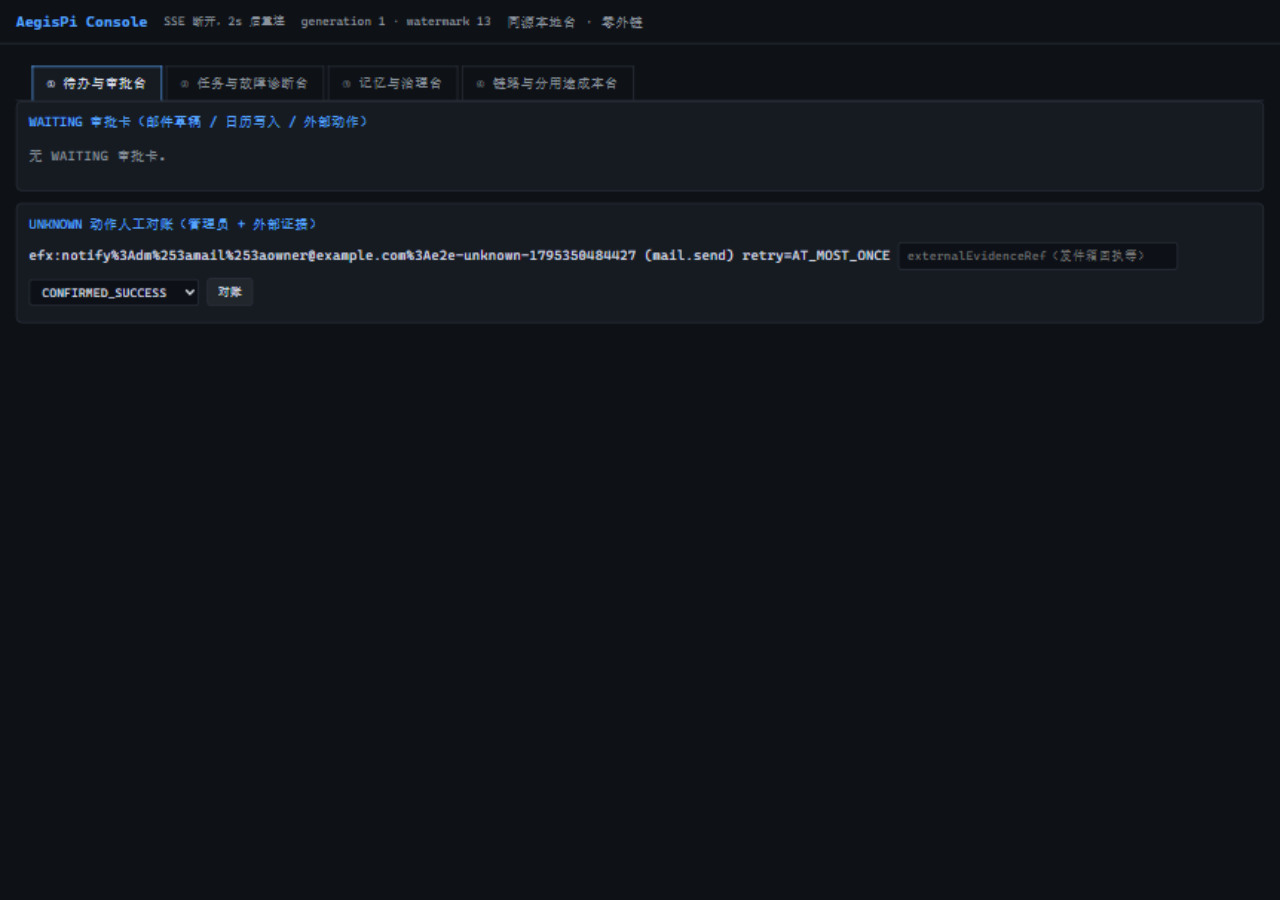 AegisPi Console SSE 断开，2s 后重连 generation 1 · watermark 13 同源本地台 · 零外链
待办与审批台 任务与故障诊断台 记忆与治理台 链路与分用途成本台
WAITING 审批卡（邮件草稿 / 日历写入 / 外部动作）
无 WAITING 审批卡。
UNKNOWN 动作人工对账（管理员 + 外部证据）
efx:notify%3Adm%253amail%253aowner@example.com%3Ae2e-unknown-1795350484427 (mail.send) retry=AT_MOST_ONCE externalEvidenceRef（发件箱回执等）
CONFIRMED_SUCCESS 对账